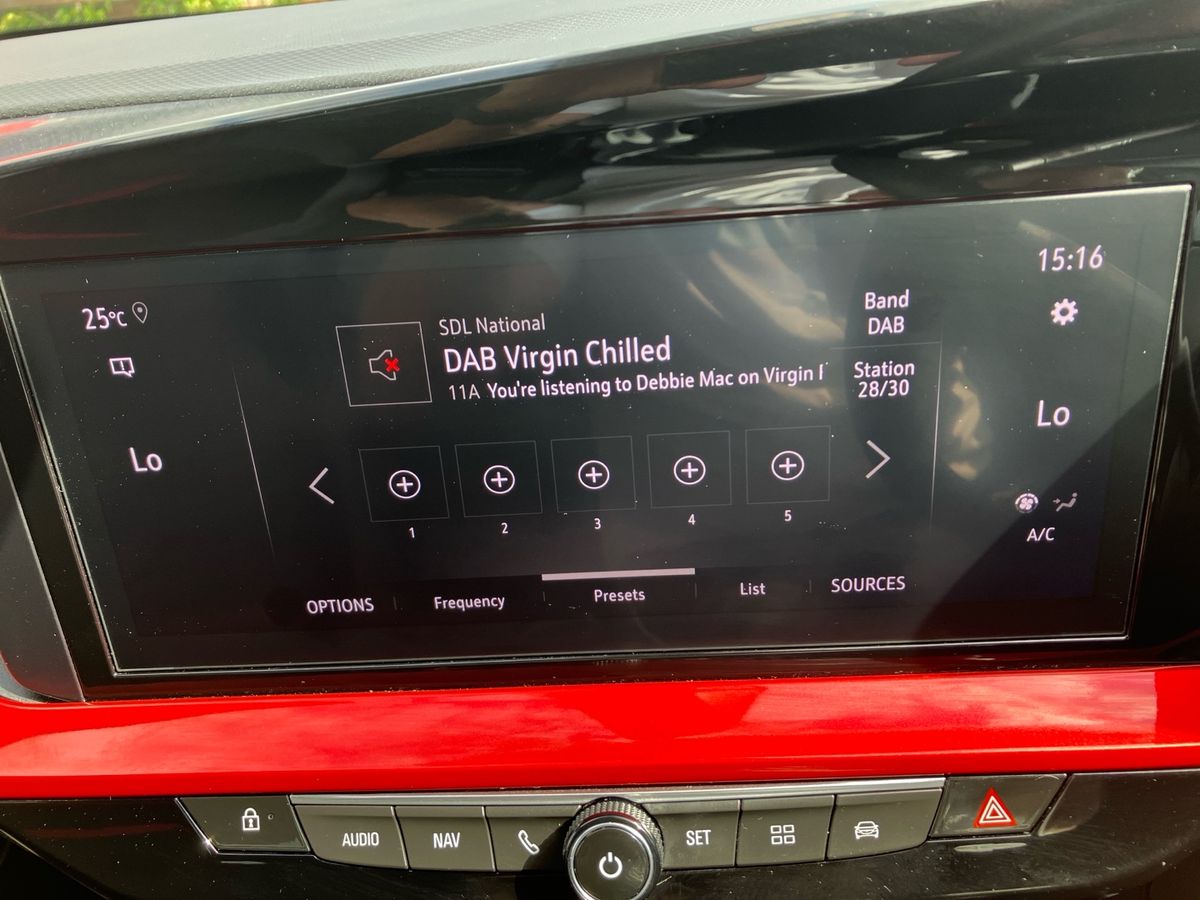 25°C
Lo
SDL National
DAB Virgin Chilled
11A You're listening to Debbie Mac on Virgin
Band
DAB
Station
28/30
1
2
3
4
5
OPTIONS
Frequency
Presets
List
SOURCES
15:16
Lo
A/C
AUDIO
NAV
SET